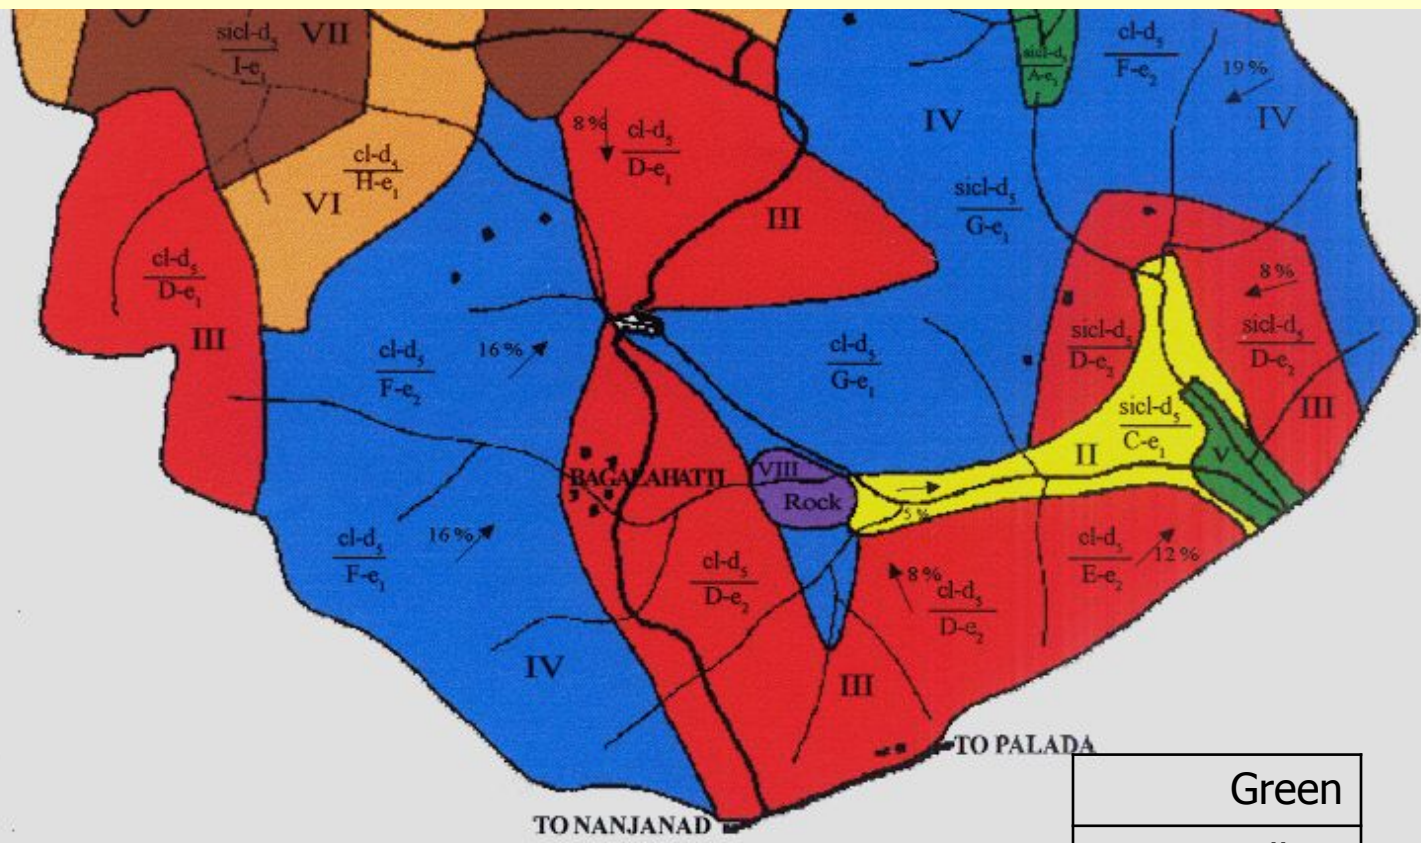 sicl-d5
I-e1
VII
sicl-d5
A-e1
cl-d5
F-e2
19 %
IV
IV
8 %
cl-d5
D-e1
cl-d5
H-e1
VI
III
sicl-d5
G-e1
cl-d5
D-e1
III
8 %
cl-d5
F-e2
16 %
cl-d5
G-e1
sicl-d5
D-e2
sicl-d5
D-e2
III
sicl-d5
C-e1
II
V
BAGALAHATTI
VIII
Rock
5 %
cl-d5
F-e1
16 %
cl-d5
D-e2
8 %
cl-d5
D-e2
cl-d5
E-e2
12 %
IV
III
TO PALADA
TO NANJANAD
Green